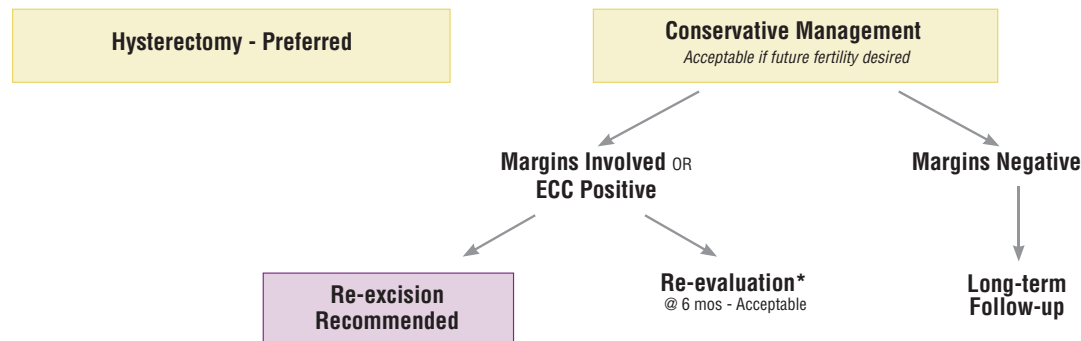 Hysterectomy - Preferred
Conservative Management
Acceptable if future fertility desired
Margins Involved OR
ECC Positive
Margins Negative
Re-excision
Recommended
Re-evaluation*
@ 6 mos - Acceptable
Long-term
Follow-up